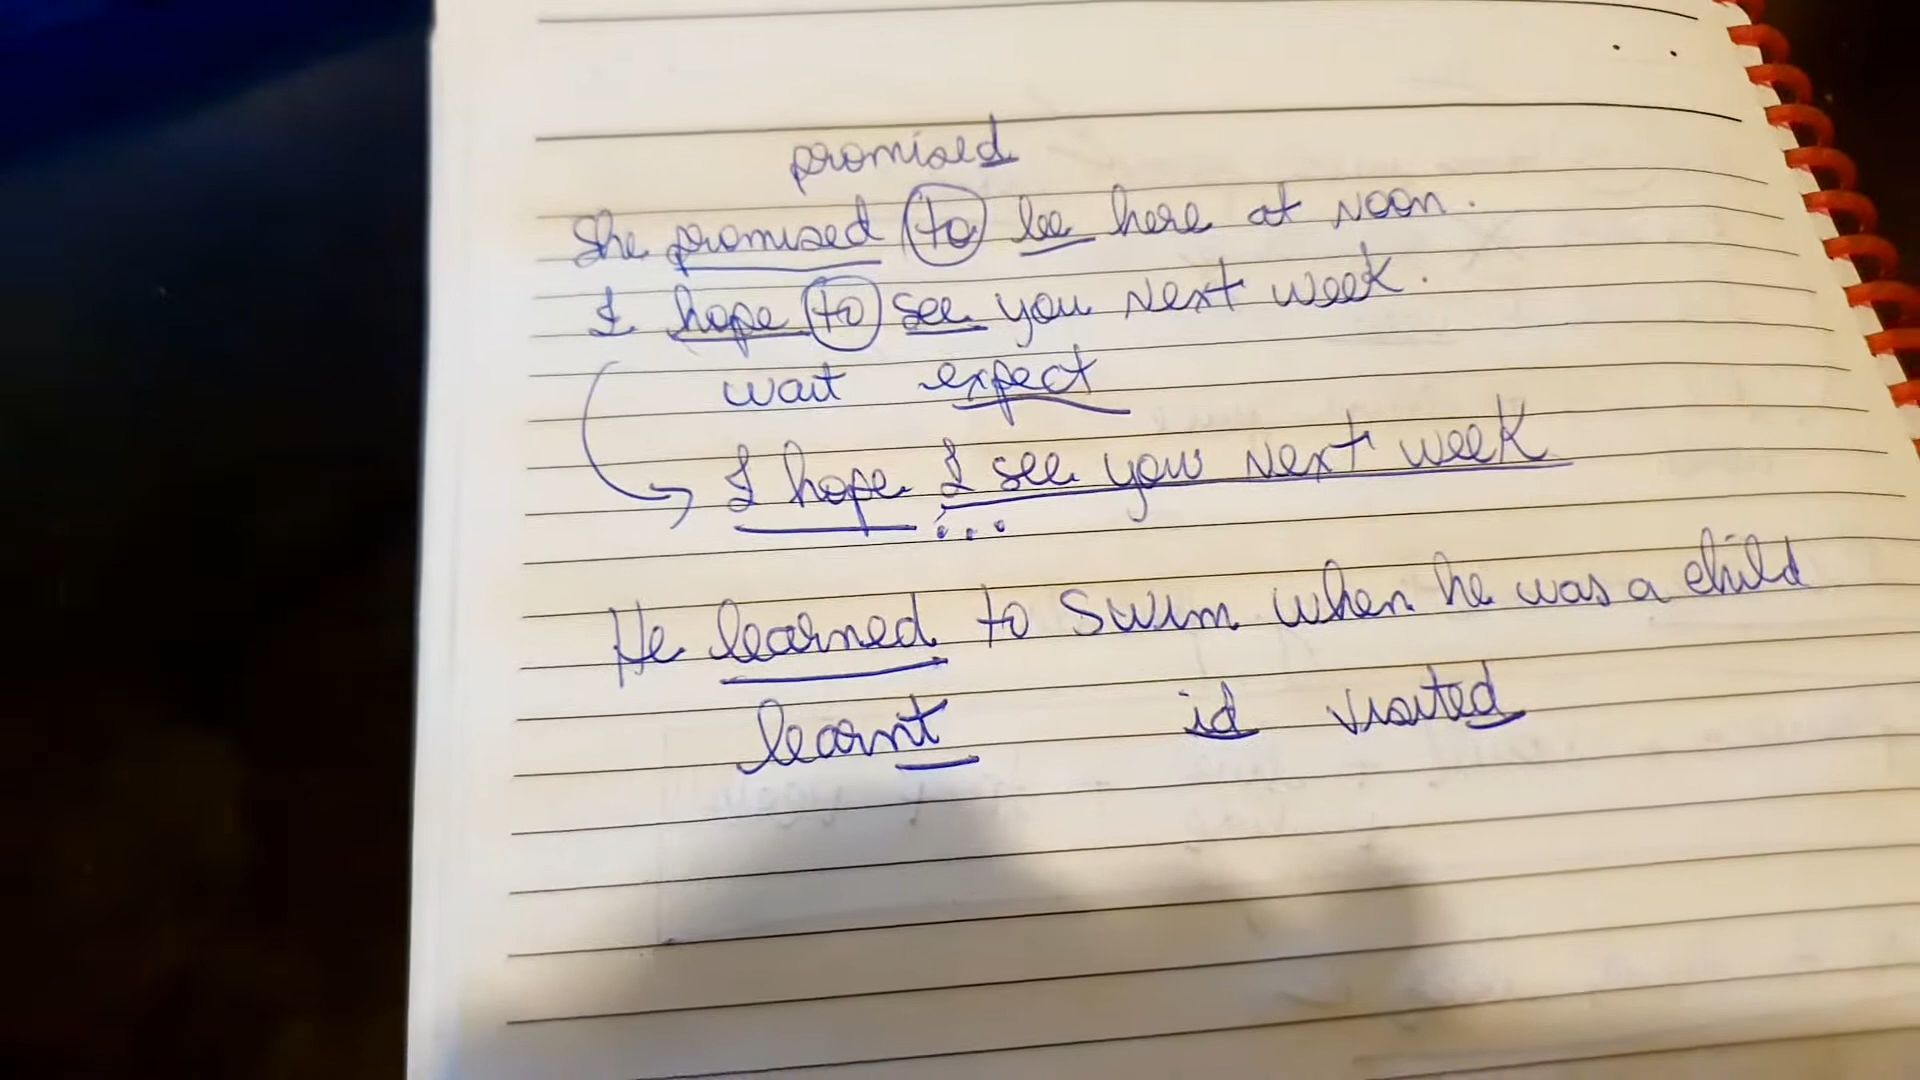 promised
She promised to be here at Noon.
I hope to see you Next week.
wait expect
I hope I see you Next week
He learned to swim when he was a child
learnt id visited